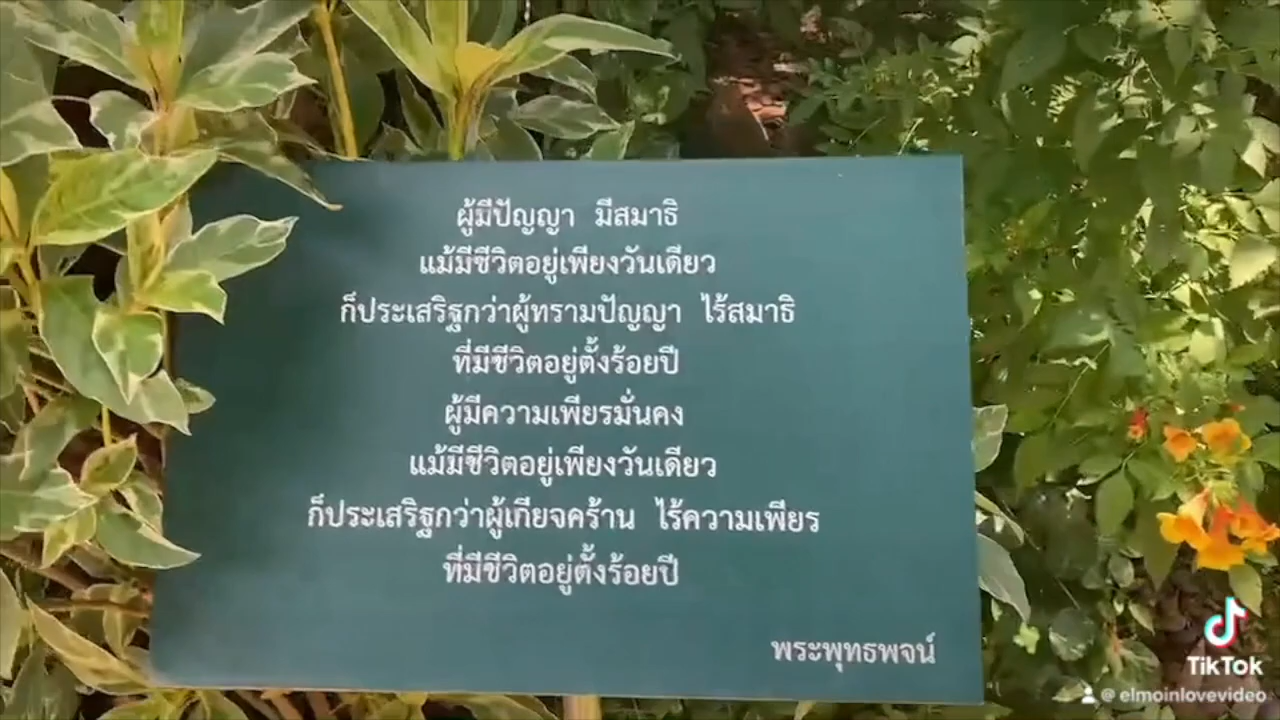 ผู้มีปัญญา มีสมาธิ
แม้มีชีวิตอยู่เพียงวันเดียว
ก็ประเสริฐกว่าผู้ทรามปัญญา ไร้สมาธิ
ที่มีชีวิตอยู่ตั้งร้อยปี
ผู้มีความเพียรมั่นคง
แม้มีชีวิตอยู่เพียงวันเดียว
ก็ประเสริฐกว่าผู้เกียจคร้าน ไร้ความเพียร
ที่มีชีวิตอยู่ตั้งร้อยปี
พระพุทธพจน์
TikTok
@ elmoinlovevideo